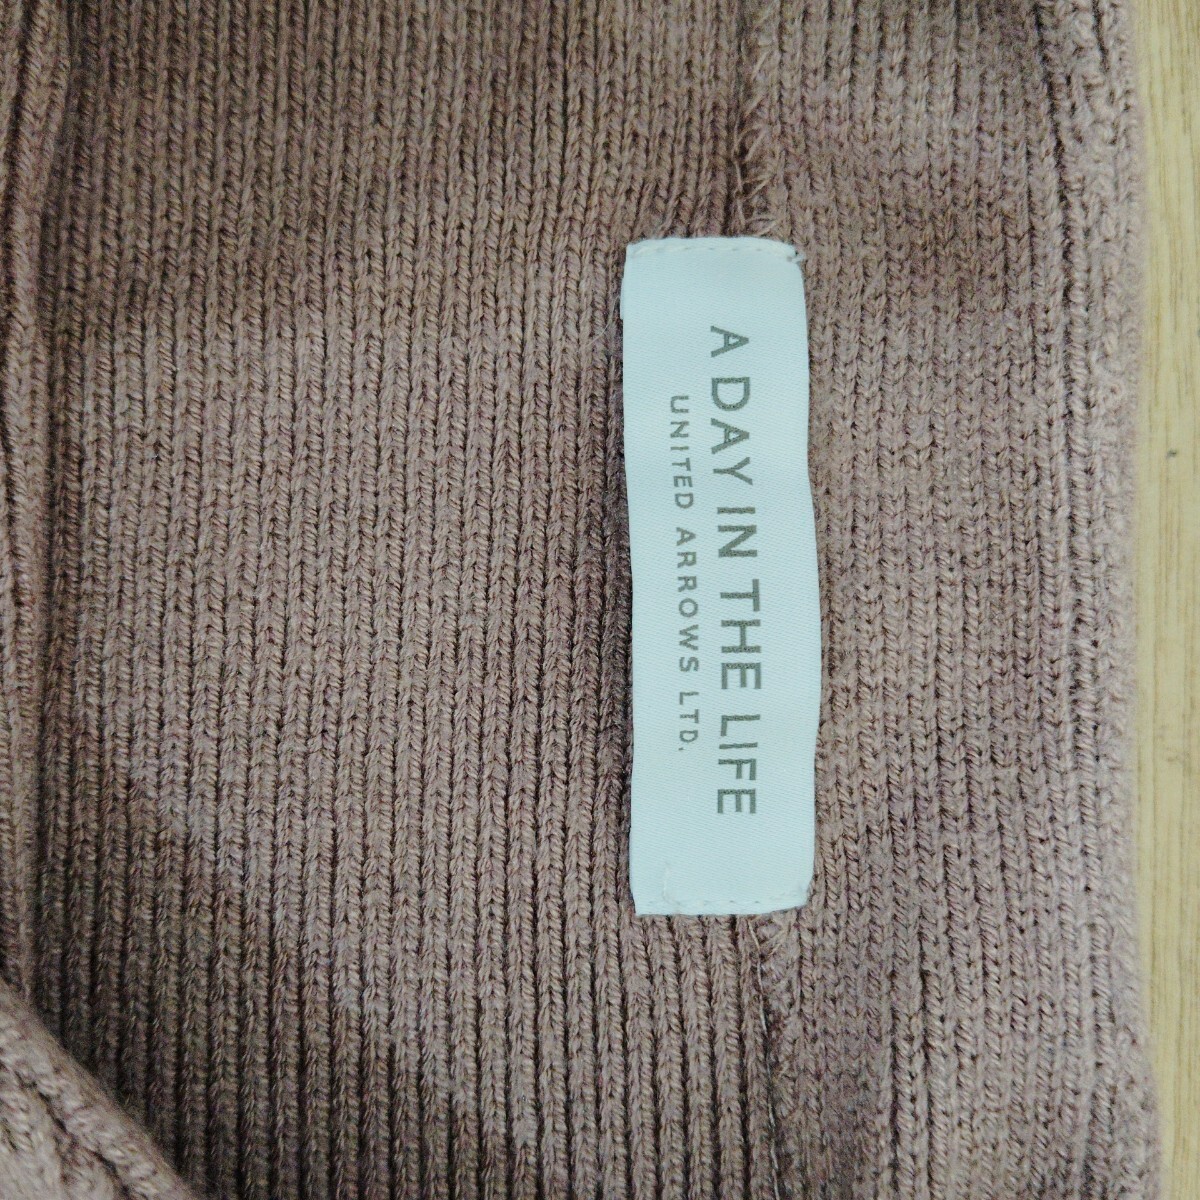 A DAY IN THE LIFE
UNITED ARROWS LTD.